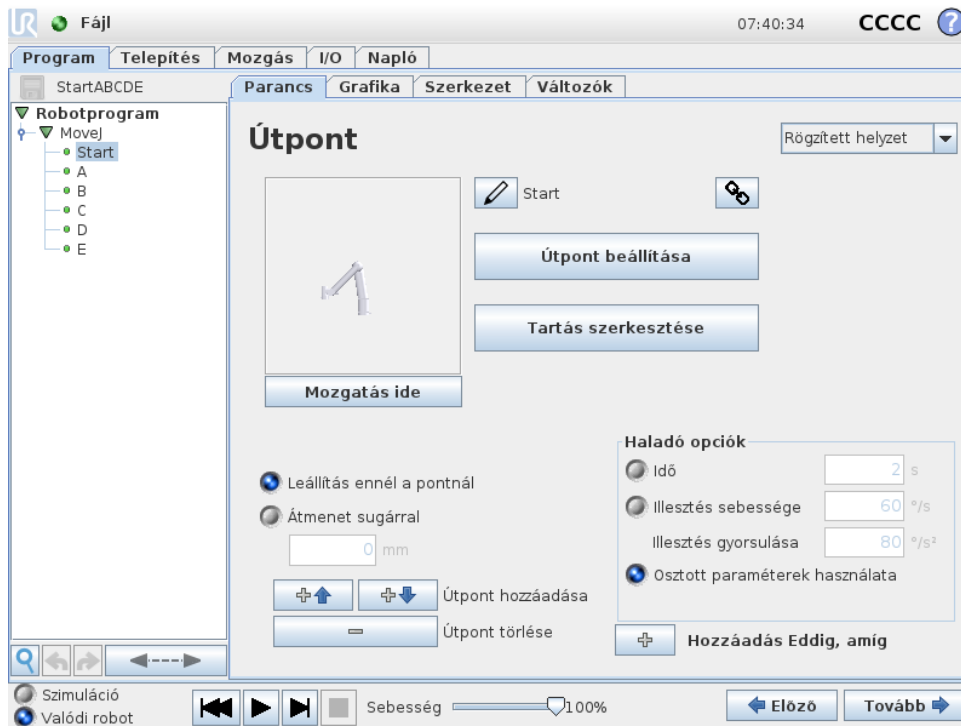 UR Fájl 07:40:34 CCCC ?
Program Telepítés Mozgás I/O Napló
StartABCDE
Parancs Grafika Szerkezet Változók
Robotprogram
MoveJ
Start
A
B
C
D
E
Útpont
Rögzített helyzet
Start
Útpont beállítása
Tartás szerkesztése
Mozgatás ide
Leállítás ennél a pontnál
Átmenet sugárral
0 mm
Útpont hozzáadása
Útpont törlése
Haladó opciók
Idő 2 s
Illesztés sebessége 60 °/s
Illesztés gyorsulása 80 °/s²
Osztott paraméterek használata
Hozzáadás Eddig, amíg
Szimuláció
Valódi robot
Sebesség 100%
Előző
Tovább